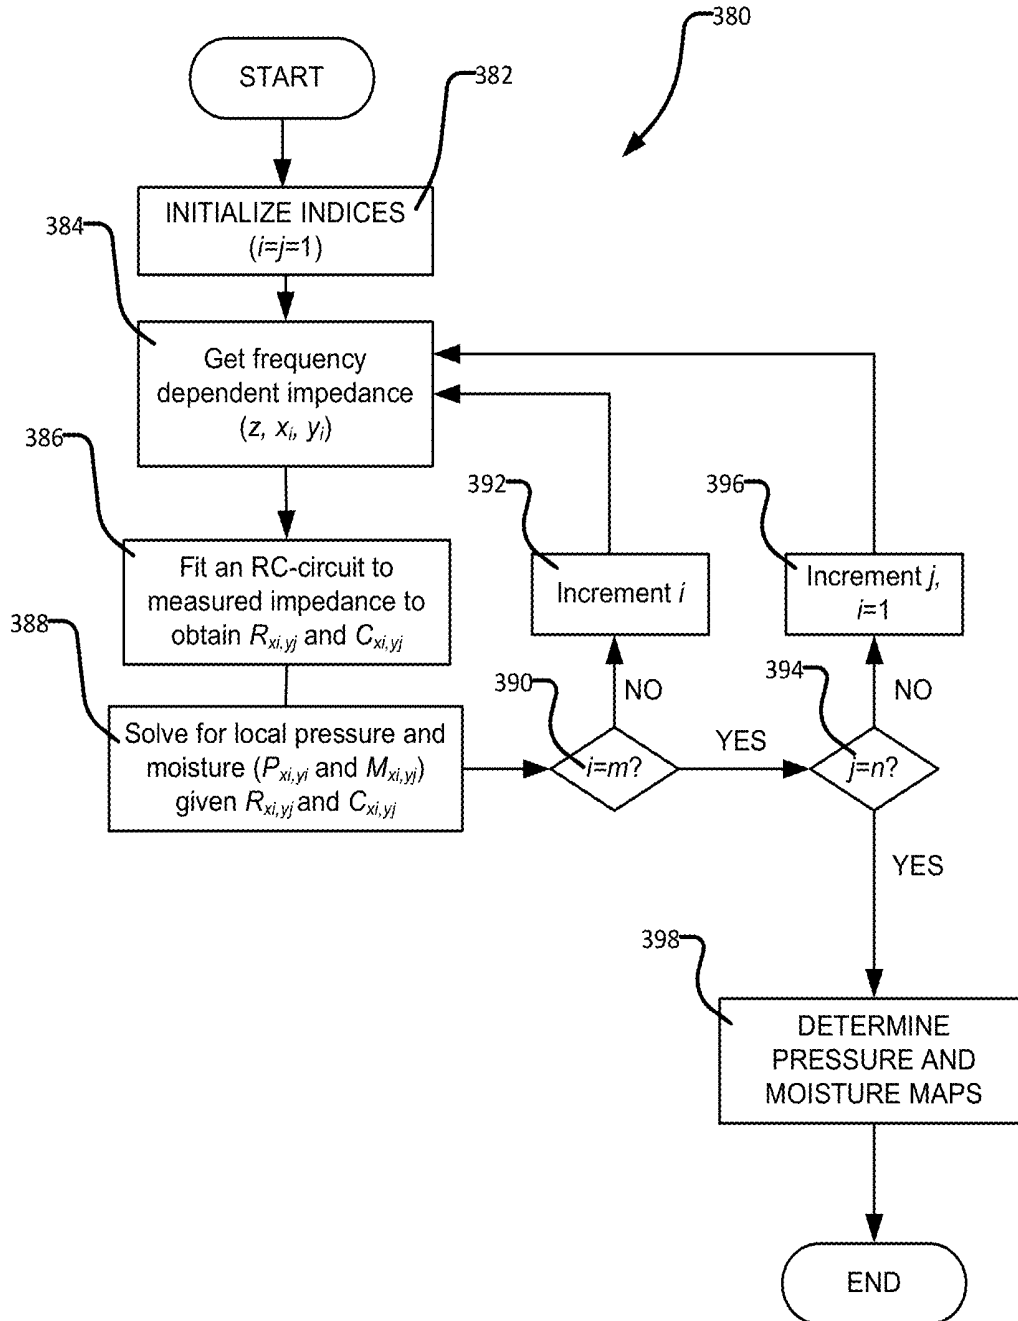 380
START
382
INITIALIZE INDICES
(i=j=1)
384
Get frequency
dependent impedance
(z, xi, yi)
386
Fit an RC-circuit to
measured impedance to
obtain Rxi,yj and Cxi,yj
388
Solve for local pressure and
moisture (Pxi,yi and Mxi,yj)
given Rxi,yj and Cxi,yj
390
i=m?
NO
392
Increment i
YES
394
j=n?
NO
396
Increment j,
i=1
YES
398
DETERMINE
PRESSURE AND
MOISTURE MAPS
END